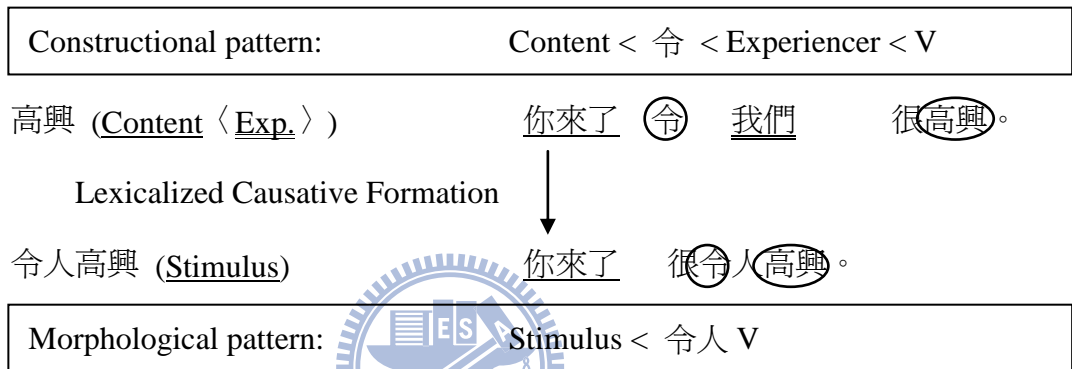 Constructional pattern: Content < 令 < Experiencer < V
高興 (Content〈Exp.〉) 你來了 令 我們 很高興。
Lexicalized Causative Formation
令人高興 (Stimulus) 你來了 很令人高興。
Morphological pattern: Stimulus < 令人 V